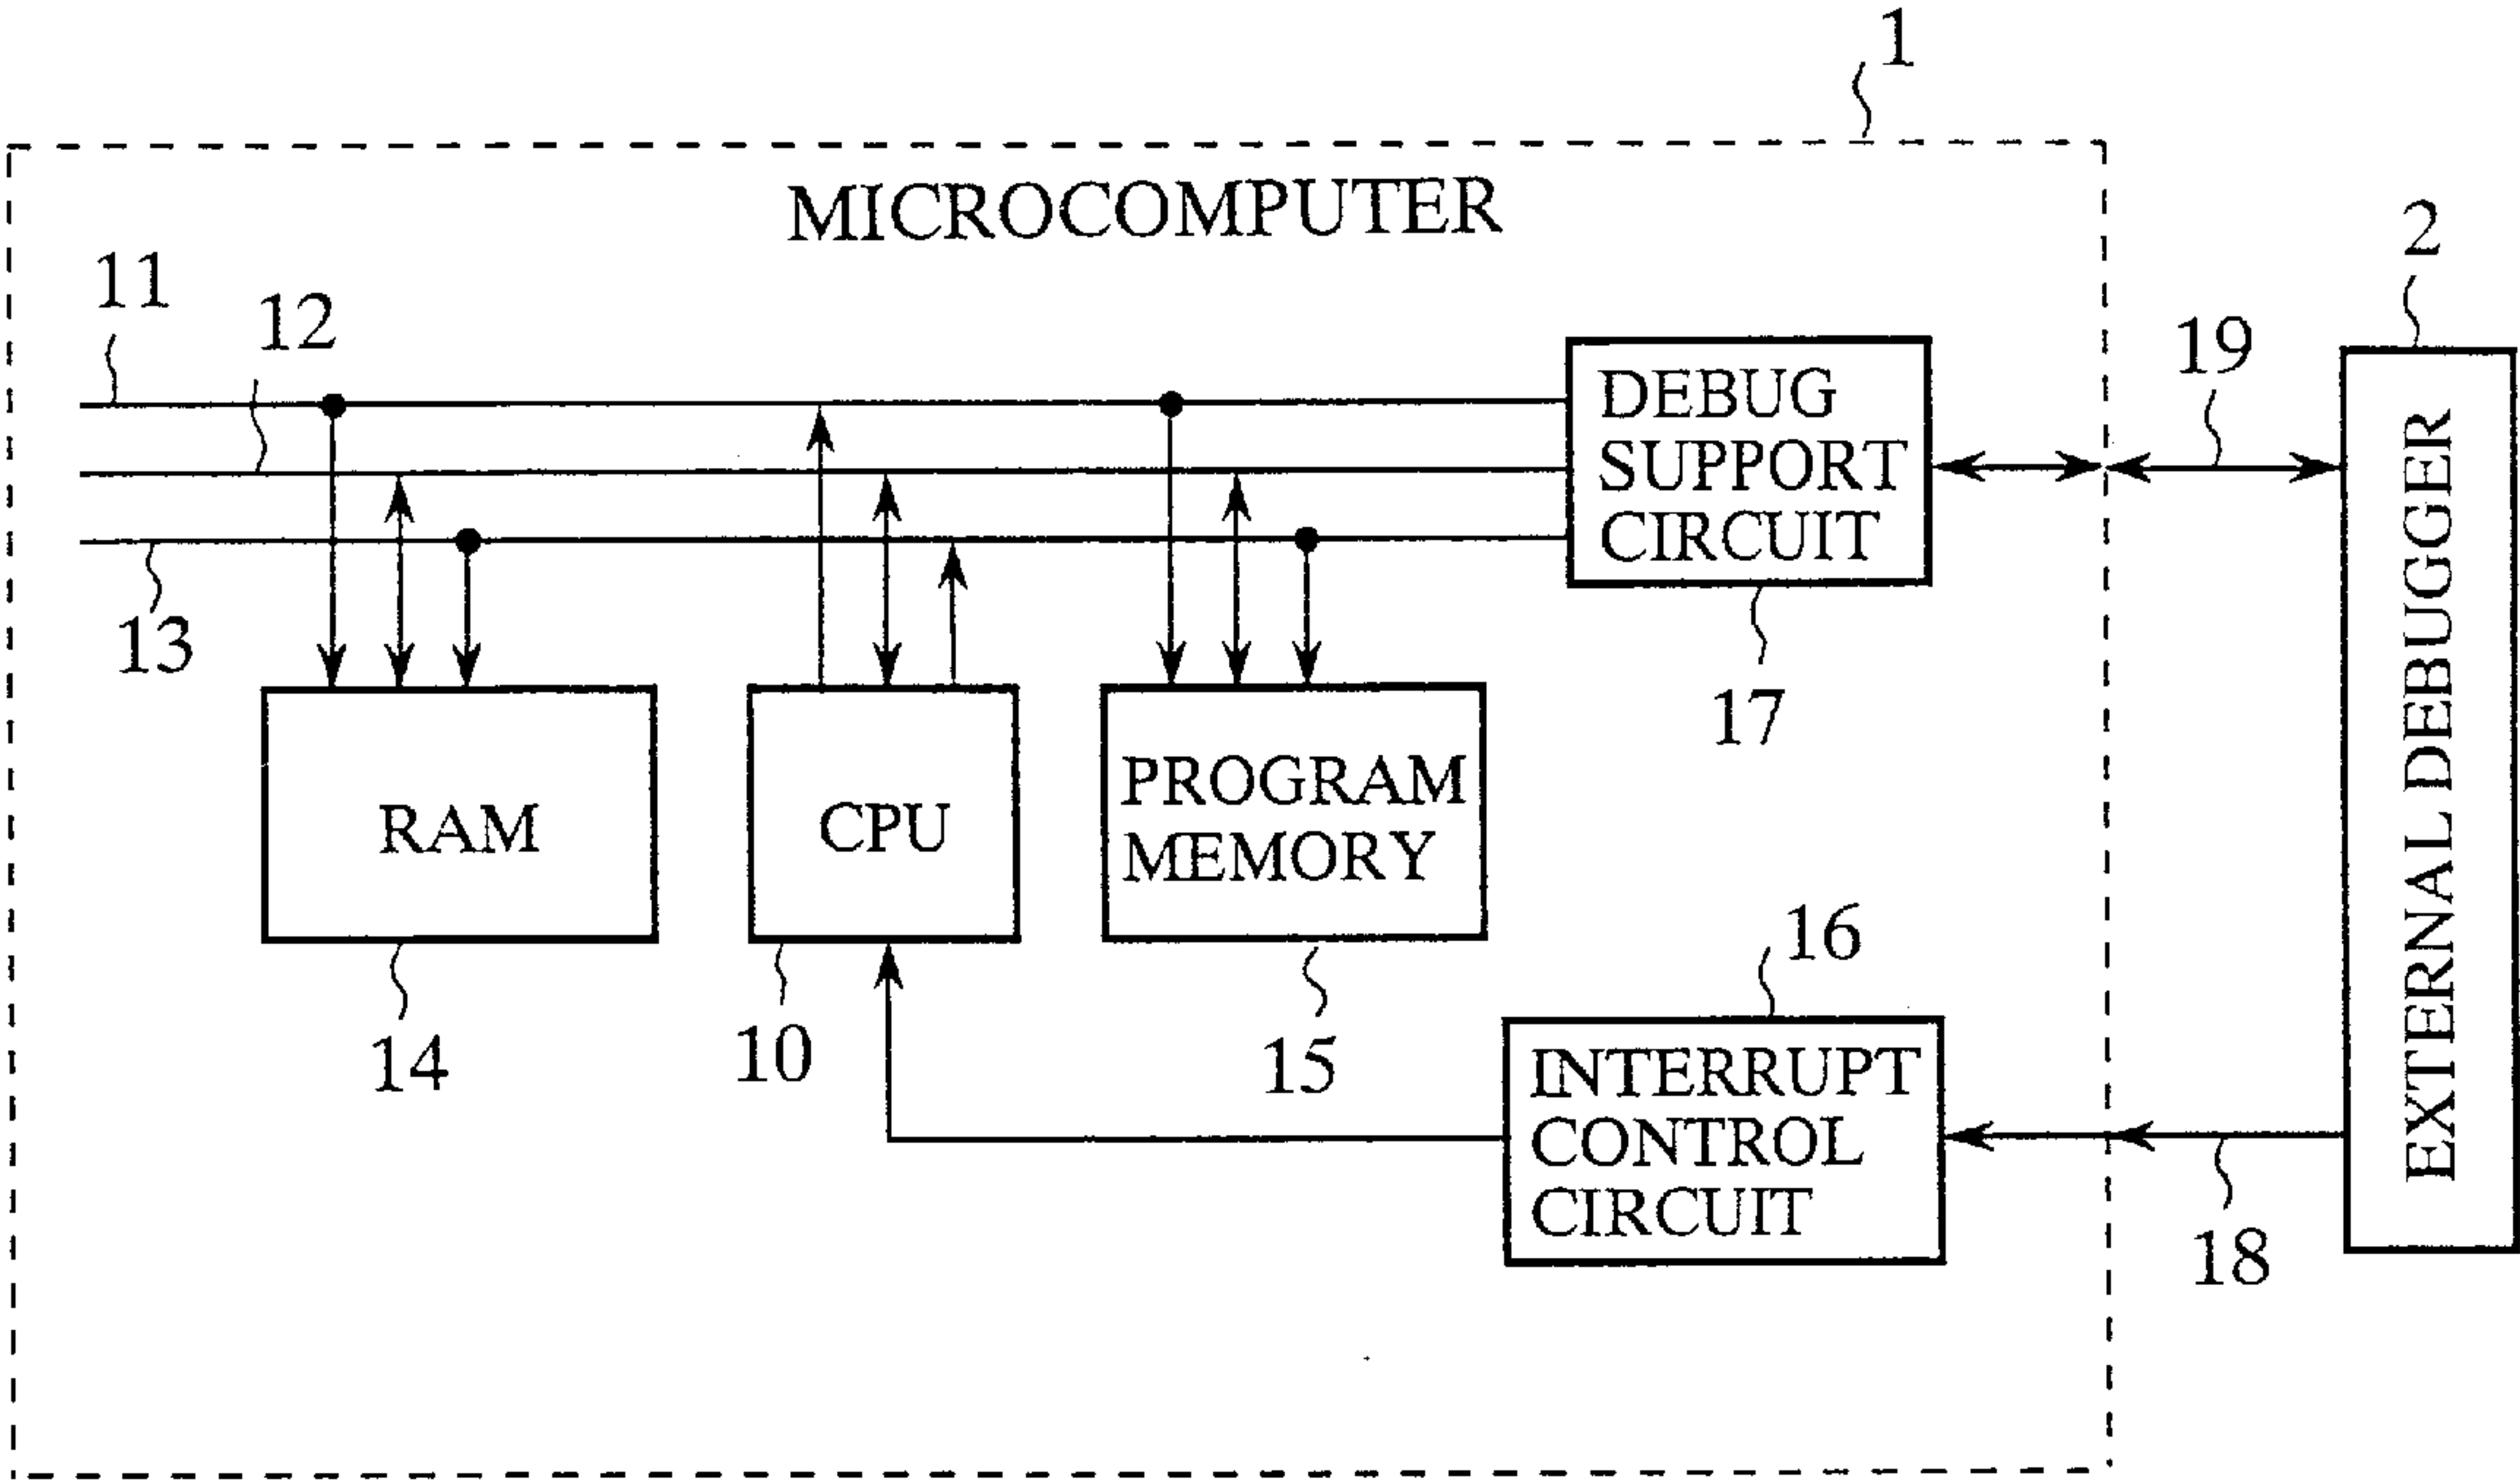 1
MICROCOMPUTER
2
11
12
19
DEBUG
SUPPORT
CIRCUIT
13
17
EXTERNAL DEBUGGER
RAM
CPU
PROGRAM
MEMORY
16
14
10
15
INTERRUPT
CONTROL
CIRCUIT
18